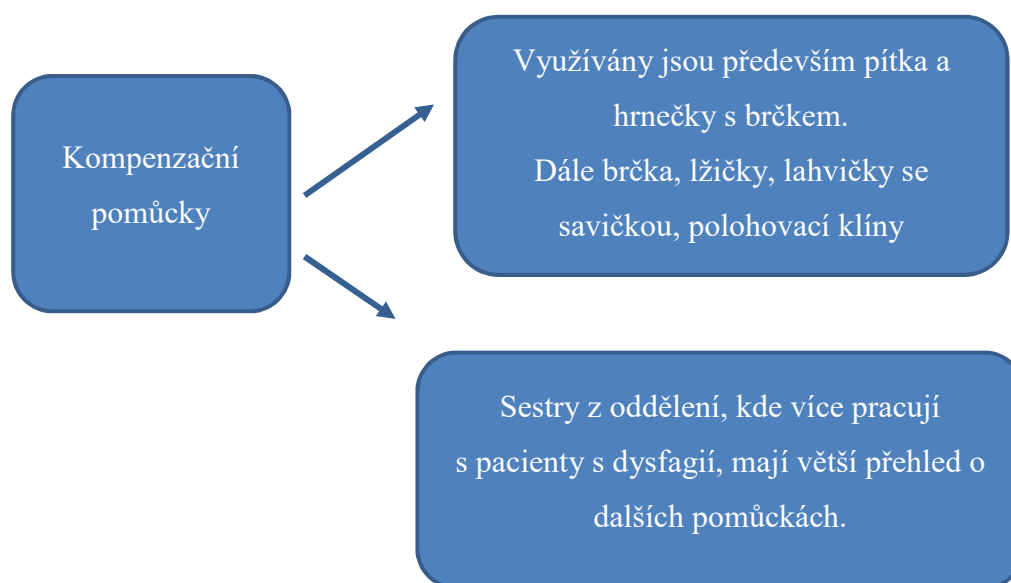 Kompenzační
pomůcky
Využívány jsou především pítka a
hrnečky s brčkem.
Dále brčka, lžičky, lahvičky se
savičkou, polohovací klíny
Sestry z oddělení, kde více pracují
s pacienty s dysfagií, mají větší přehled o
dalších pomůckách.